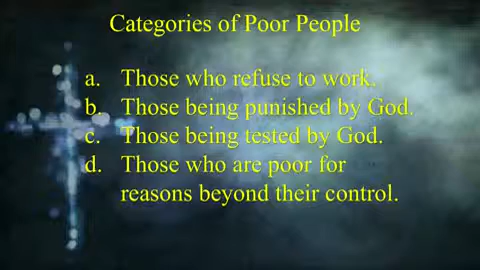 Categories of Poor People
a. Those who refuse to work.
b. Those being punished by God.
c. Those being tested by God.
d. Those who are poor for
reasons beyond their control.